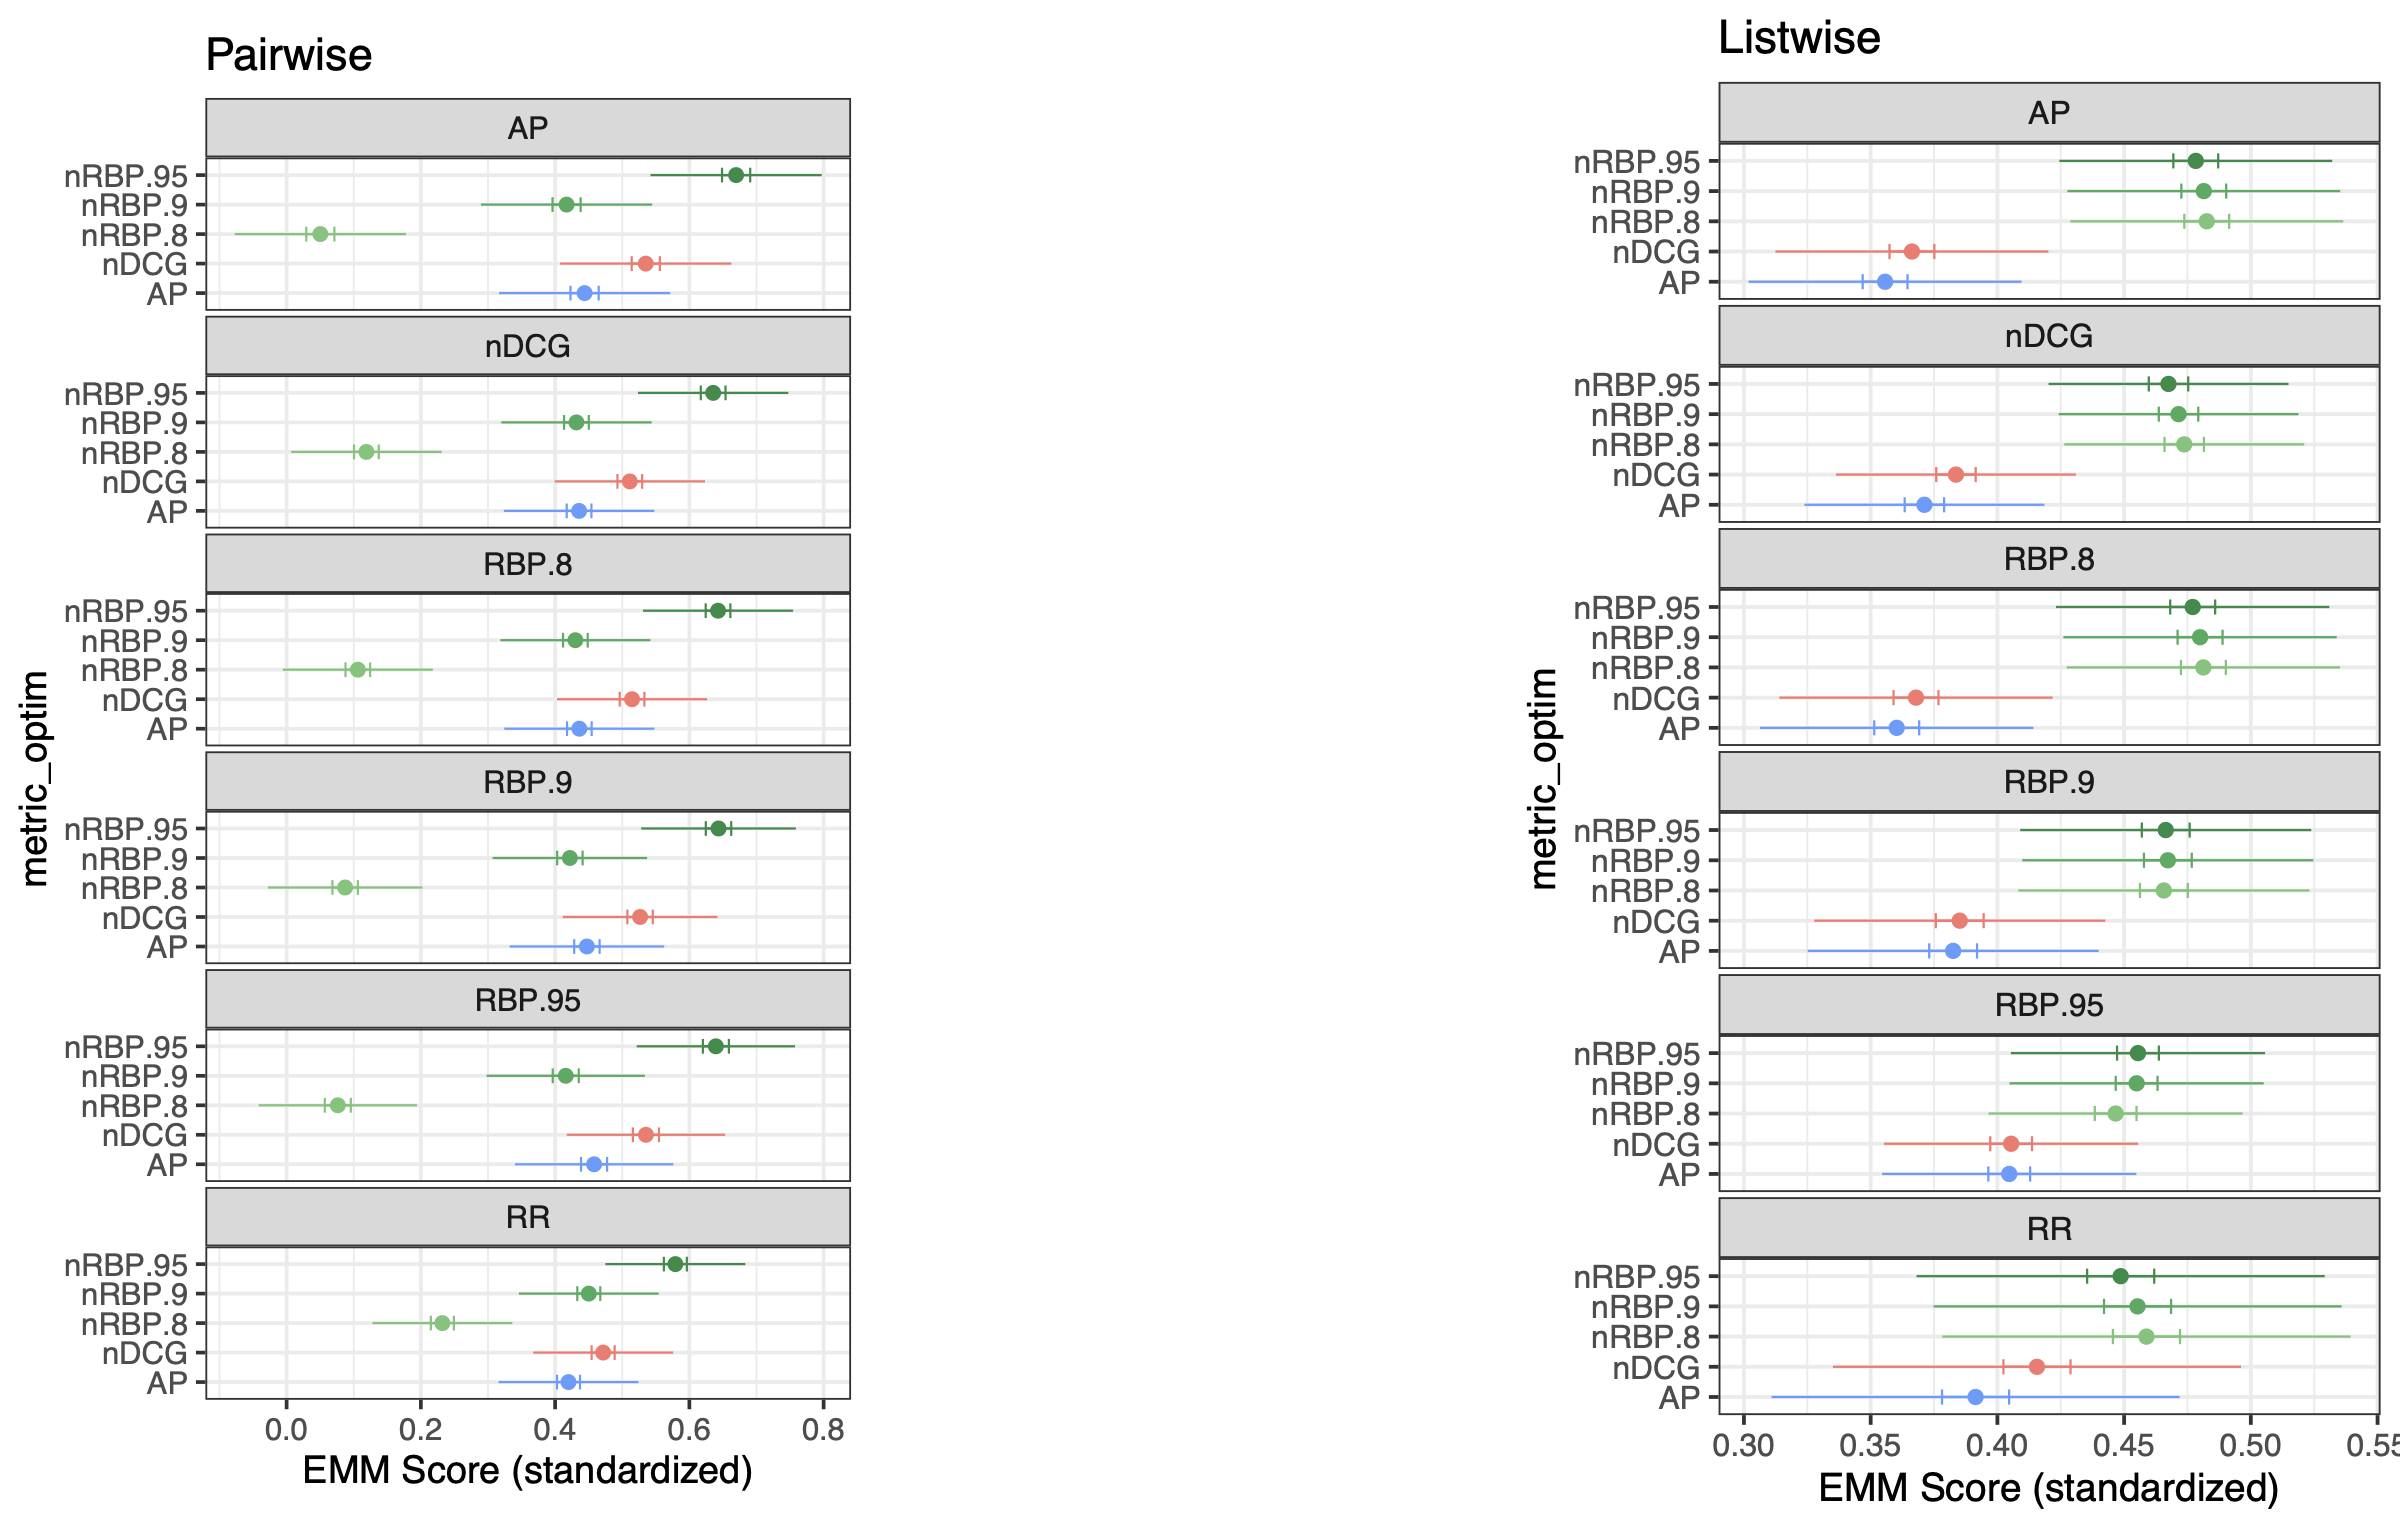 Pairwise
AP
nRBP.95
nRBP.9
nRBP.8
nDCG
AP
nDCG
nRBP.95
nRBP.9
nRBP.8
nDCG
AP
RBP.8
nRBP.95
nRBP.9
nRBP.8
nDCG
AP
RBP.9
nRBP.95
nRBP.9
nRBP.8
nDCG
AP
RBP.95
nRBP.95
nRBP.9
nRBP.8
nDCG
AP
RR
nRBP.95
nRBP.9
nRBP.8
nDCG
AP
metric_optim
0.0 0.2 0.4 0.6 0.8
EMM Score (standardized)
Listwise
AP
nRBP.95
nRBP.9
nRBP.8
nDCG
AP
nDCG
nRBP.95
nRBP.9
nRBP.8
nDCG
AP
RBP.8
nRBP.95
nRBP.9
nRBP.8
nDCG
AP
RBP.9
nRBP.95
nRBP.9
nRBP.8
nDCG
AP
RBP.95
nRBP.95
nRBP.9
nRBP.8
nDCG
AP
RR
nRBP.95
nRBP.9
nRBP.8
nDCG
AP
metric_optim
0.30 0.35 0.40 0.45 0.50 0.55
EMM Score (standardized)